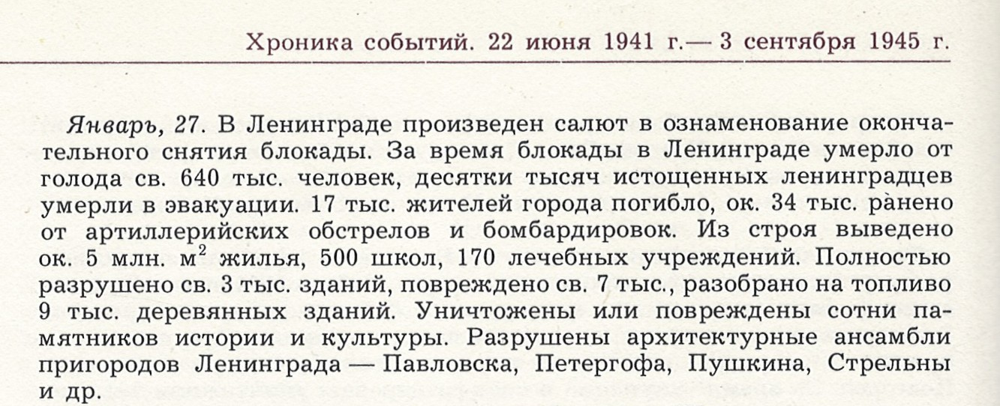 Хроника событий. 22 июня 1941 г.— 3 сентября 1945 г.
Январь, 27. В Ленинграде произведен салют в ознаменование оконча-
тельного снятия блокады. За время блокады в Ленинграде умерло от
голода св. 640 тыс. человек, десятки тысяч истощенных ленинградцев
умерли в эвакуации. 17 тыс. жителей города погибло, ок. 34 тыс. ранено
от артиллерийских обстрелов и бомбардировок. Из строя выведено
ок. 5 млн. м² жилья, 500 школ, 170 лечебных учреждений. Полностью
разрушено св. 3 тыс. зданий, повреждено св. 7 тыс., разобрано на топливо
9 тыс. деревянных зданий. Уничтожены или повреждены сотни па-
мятников истории и культуры. Разрушены архитектурные ансамбли
пригородов Ленинграда — Павловска, Петергофа, Пушкина, Стрельны
и др.